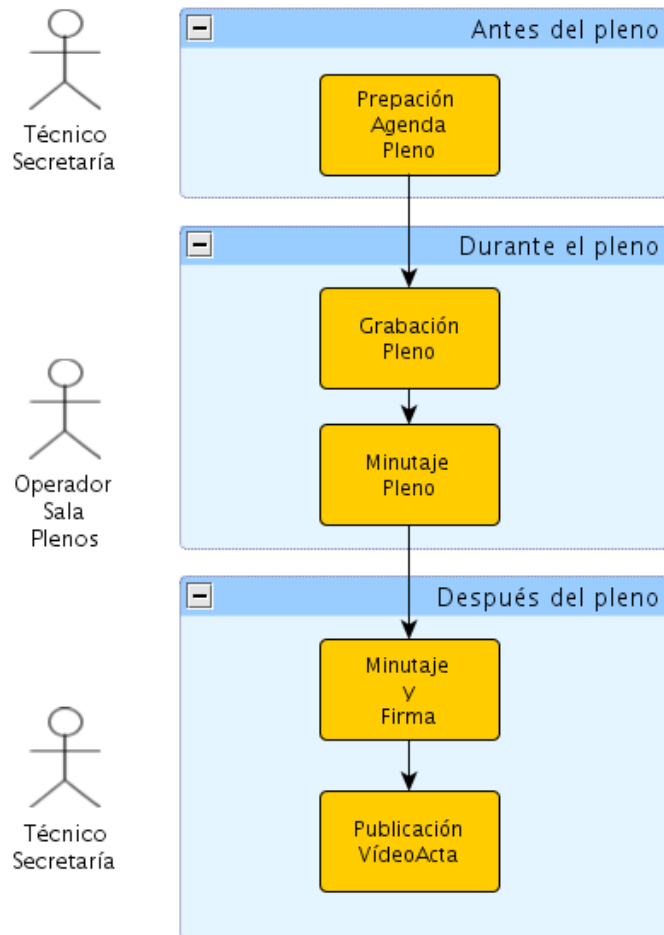 Antes del pleno
Prepación
Agenda
Pleno
Técnico
Secretaría
Durante el pleno
Grabación
Pleno
Minutaje
Pleno
Operador
Sala
Plenos
Después del pleno
Minutaje
y
Firma
Publicación
VídeoActa
Técnico
Secretaría